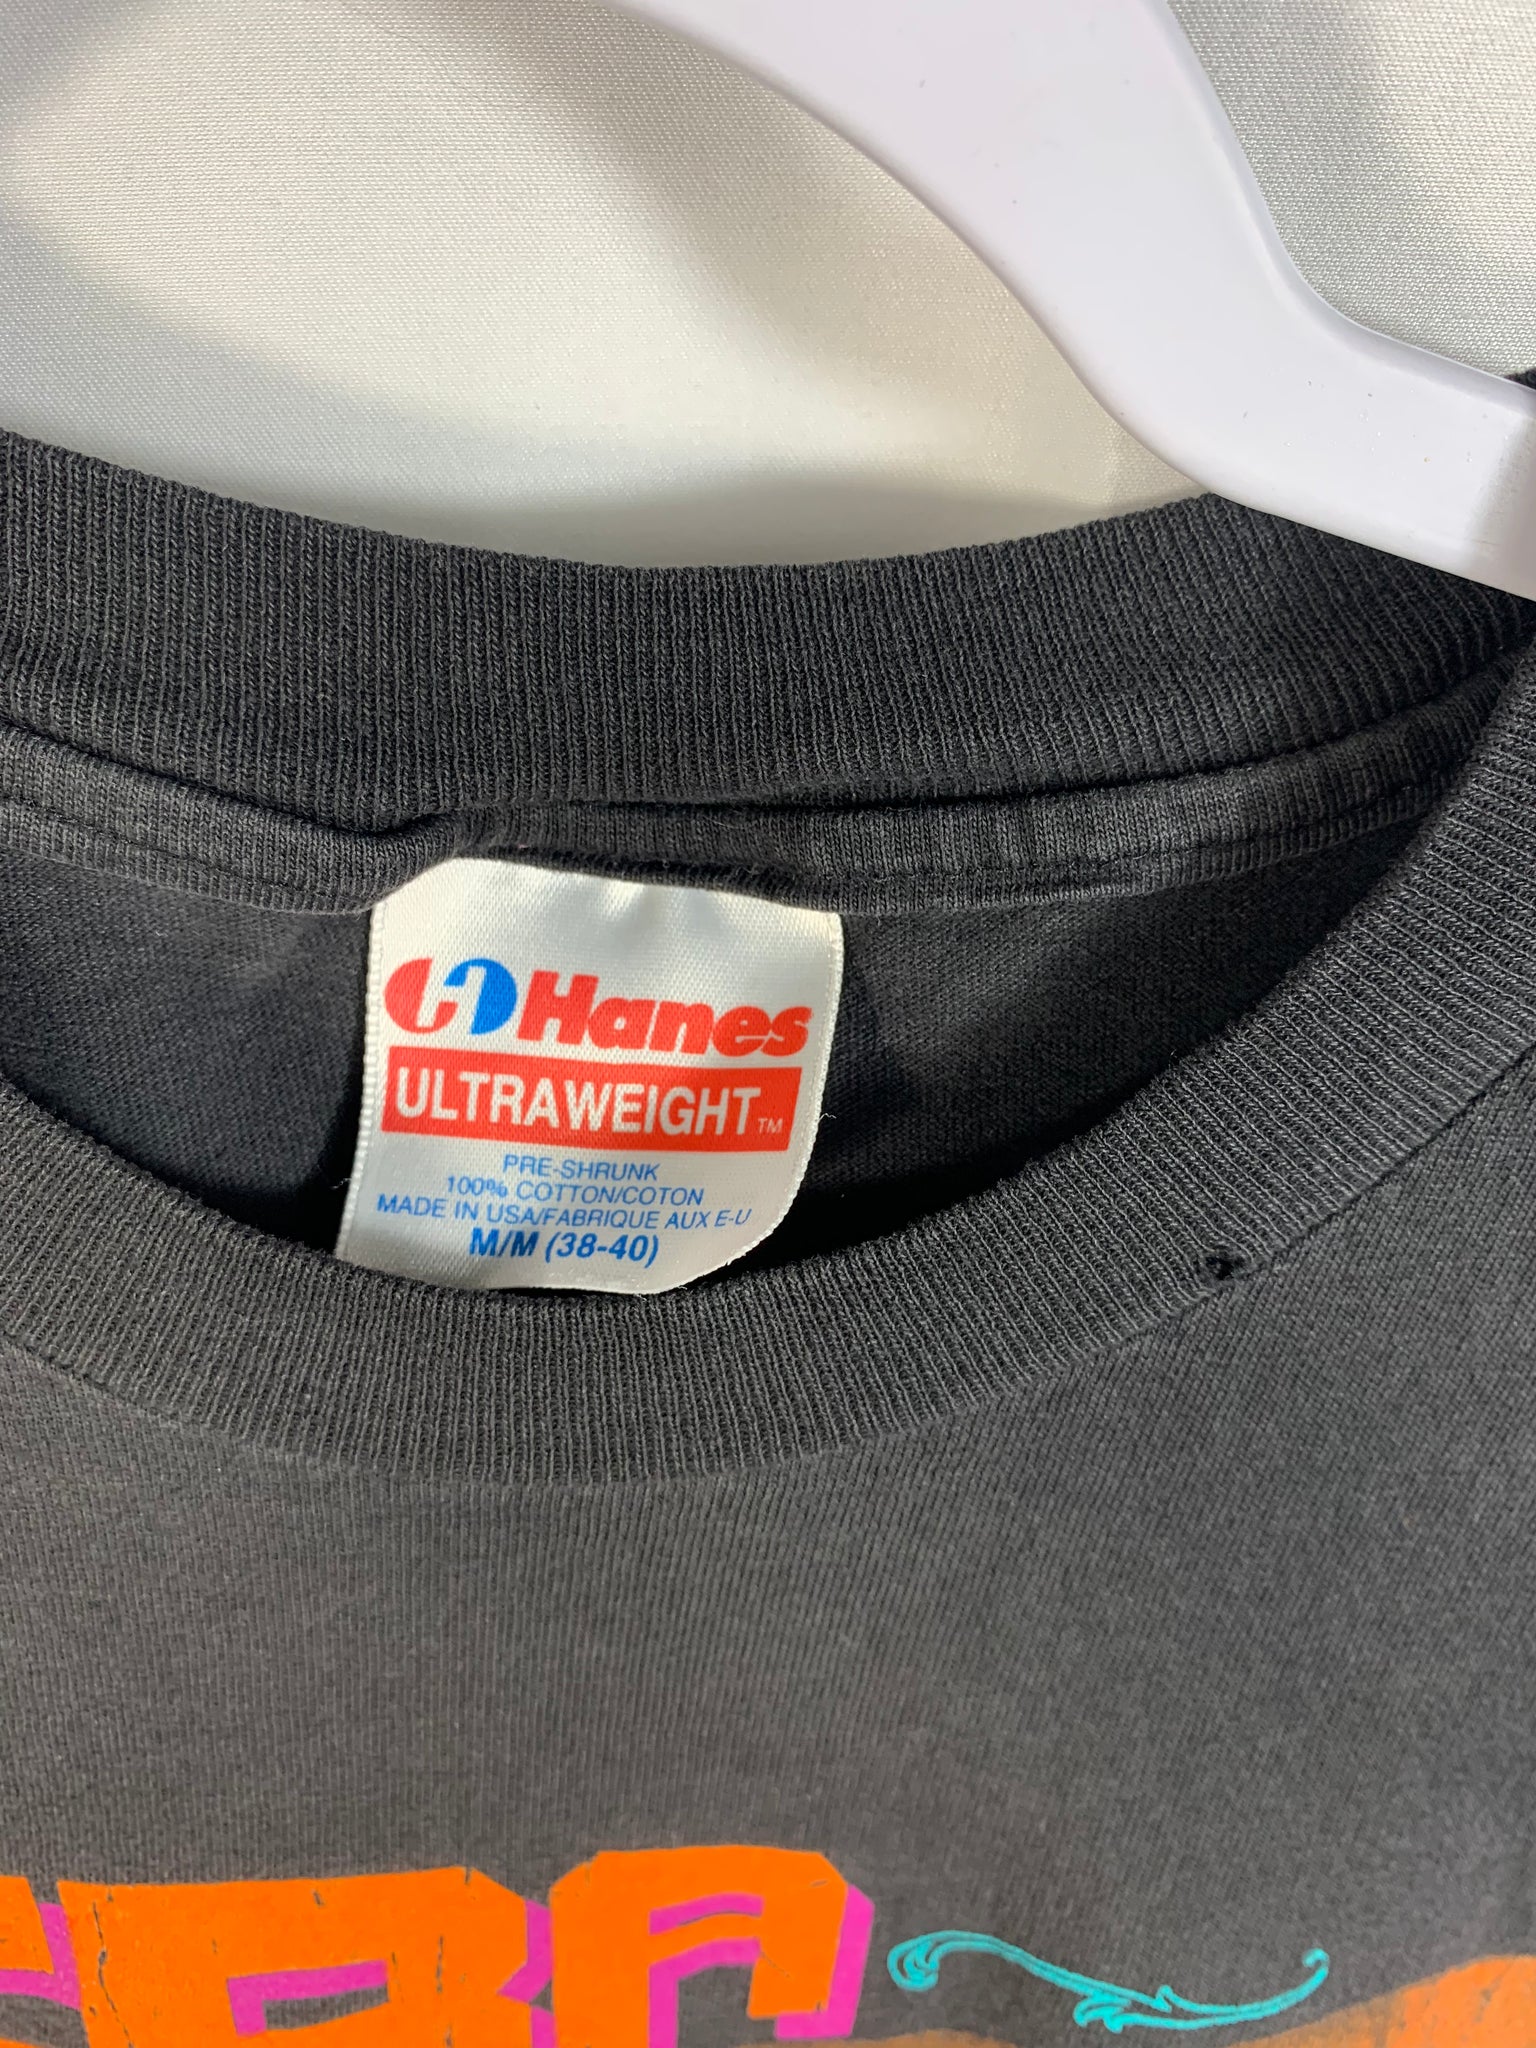 Hanes
ULTRAWEIGHT™
PRE-SHRUNK
100% COTTON/COTON
MADE IN USA/FABRIQUE AUX E-U
M/M (38-40)